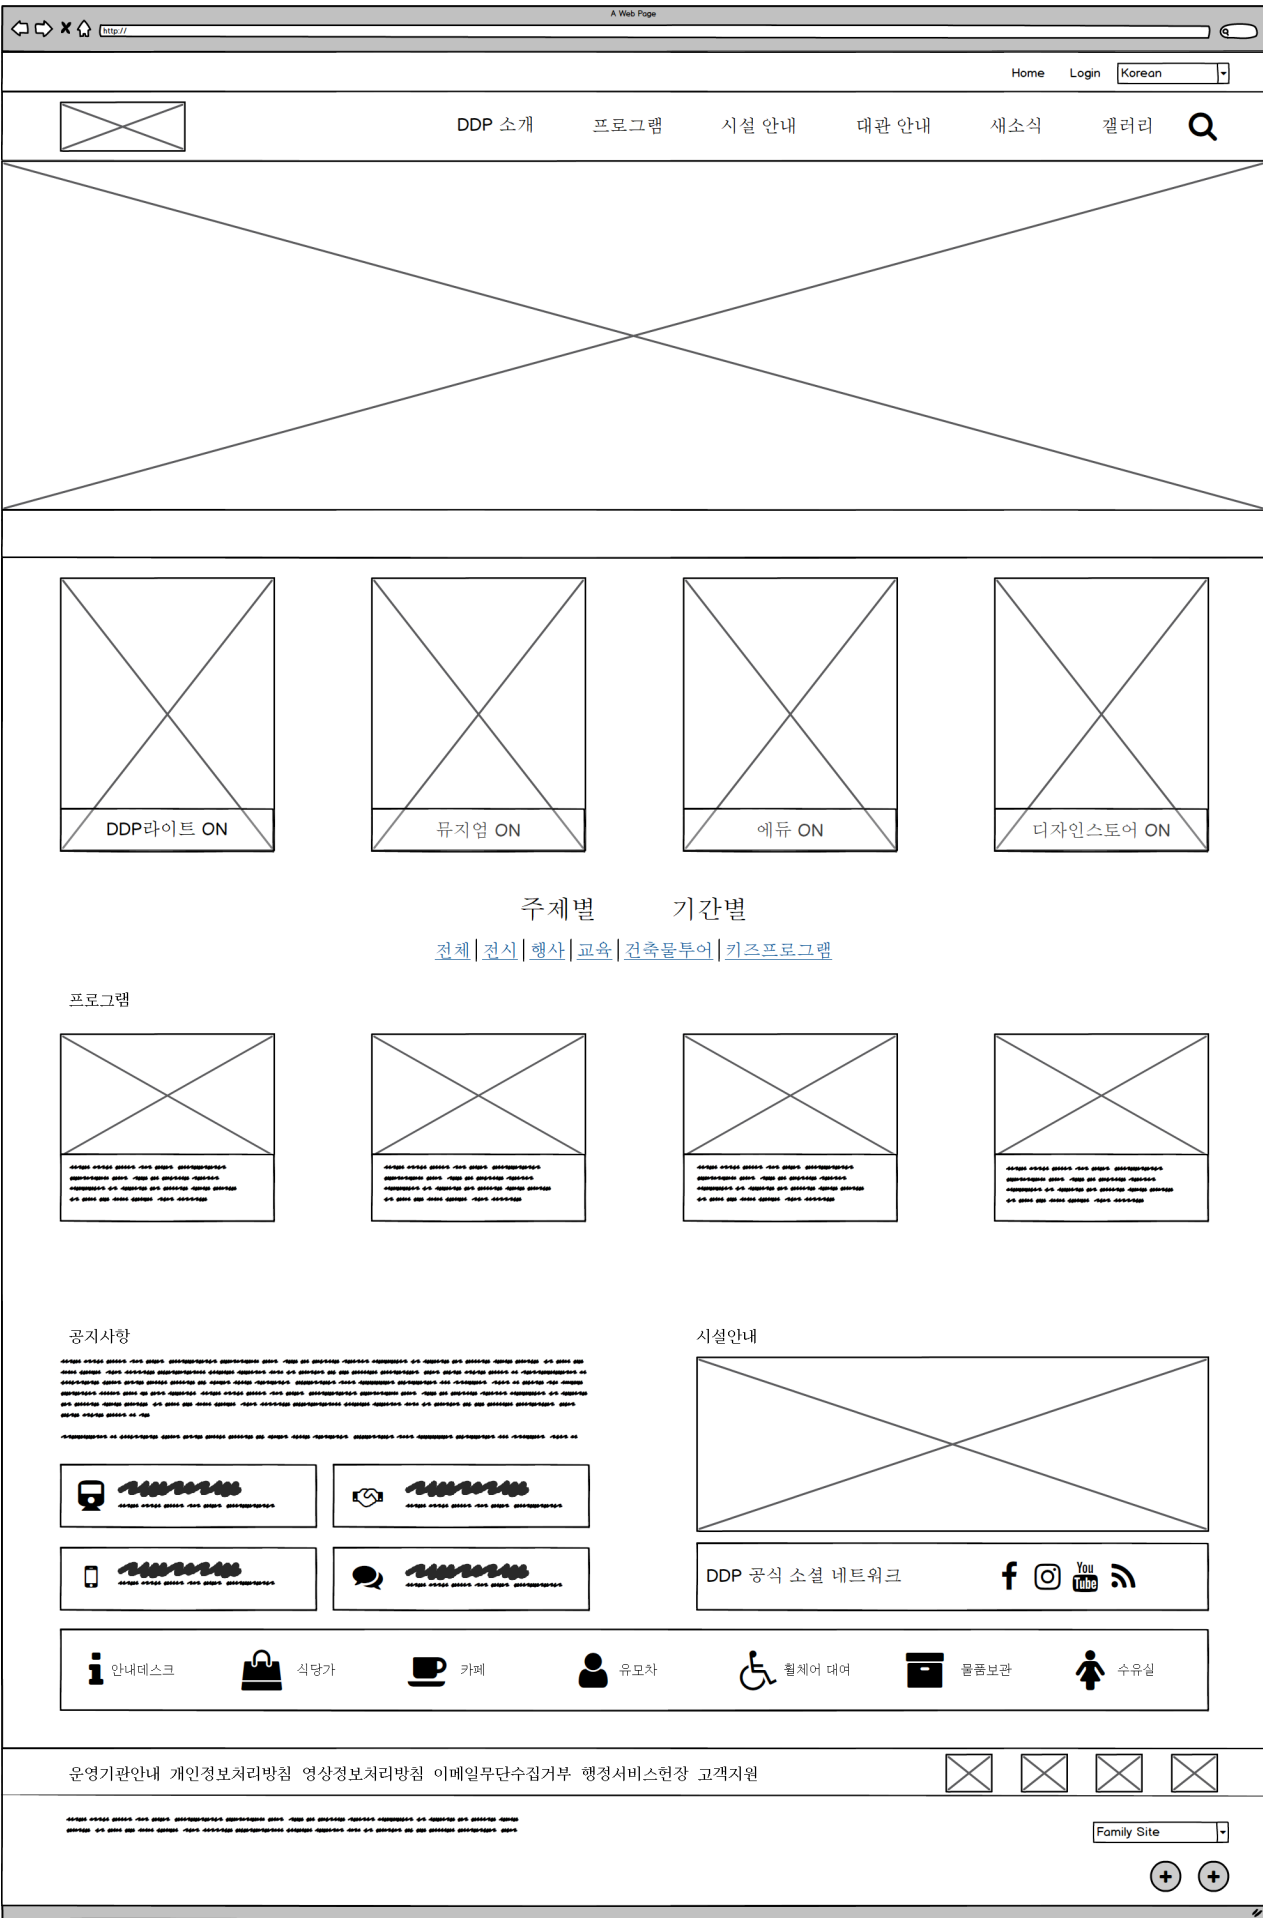 A Web Page
http://
Home Login Korean
DDP 소개 프로그램 시설 안내 대관 안내 새소식 갤러리
DDP라이트 ON 뮤지엄 ON 에듀 ON 디자인스토어 ON
주제별 기간별
전체 전시 행사 교육 건축물투어 키즈프로그램
프로그램
공지사항 시설안내
DDP 공식 소셜 네트워크
You Tube
안내데스크 식당가 카페 유모차 휠체어 대여 물품보관 수유실
운영기관안내 개인정보처리방침 영상정보처리방침 이메일무단수집거부 행정서비스헌장 고객지원
Family Site